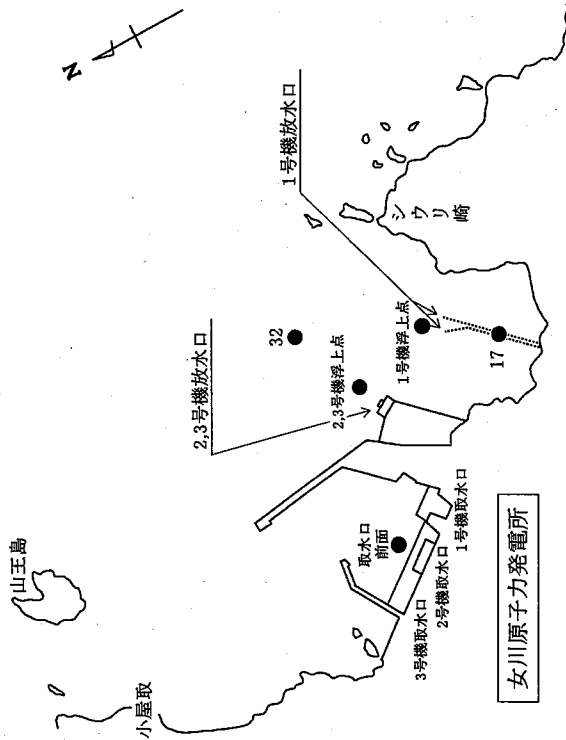 N
1号機放水口
2,3号機放水口
山王島
小屋取
シウリ崎
32
2,3号機浮上点
1号機浮上点
17
取水口
前面
1号機取水口
2号機取水口
3号機取水口
女川原子力発電所